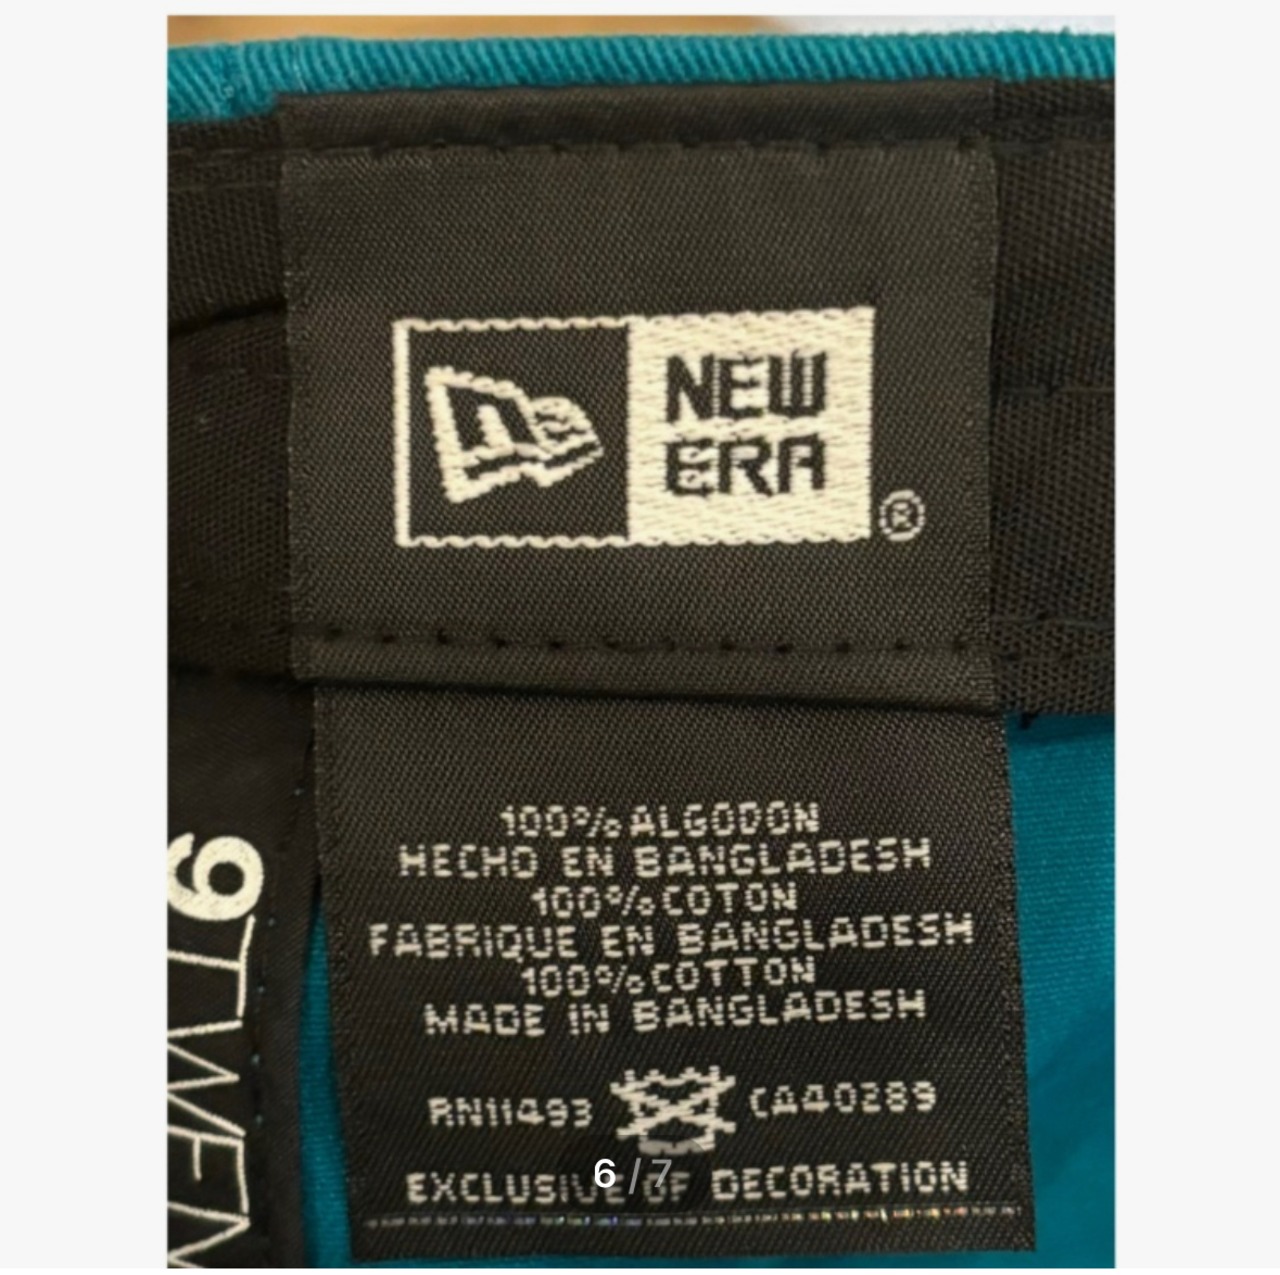 NEW
ERA
®
100% ALGODON
HECHO EN BANGLADESH
100% COTON
FABRIQUE EN BANGLADESH
100% COTTON
MADE IN BANGLADESH
RN11493 CA40289
EXCLUSIVE OF DECORATION
6 / 7
9TWEN